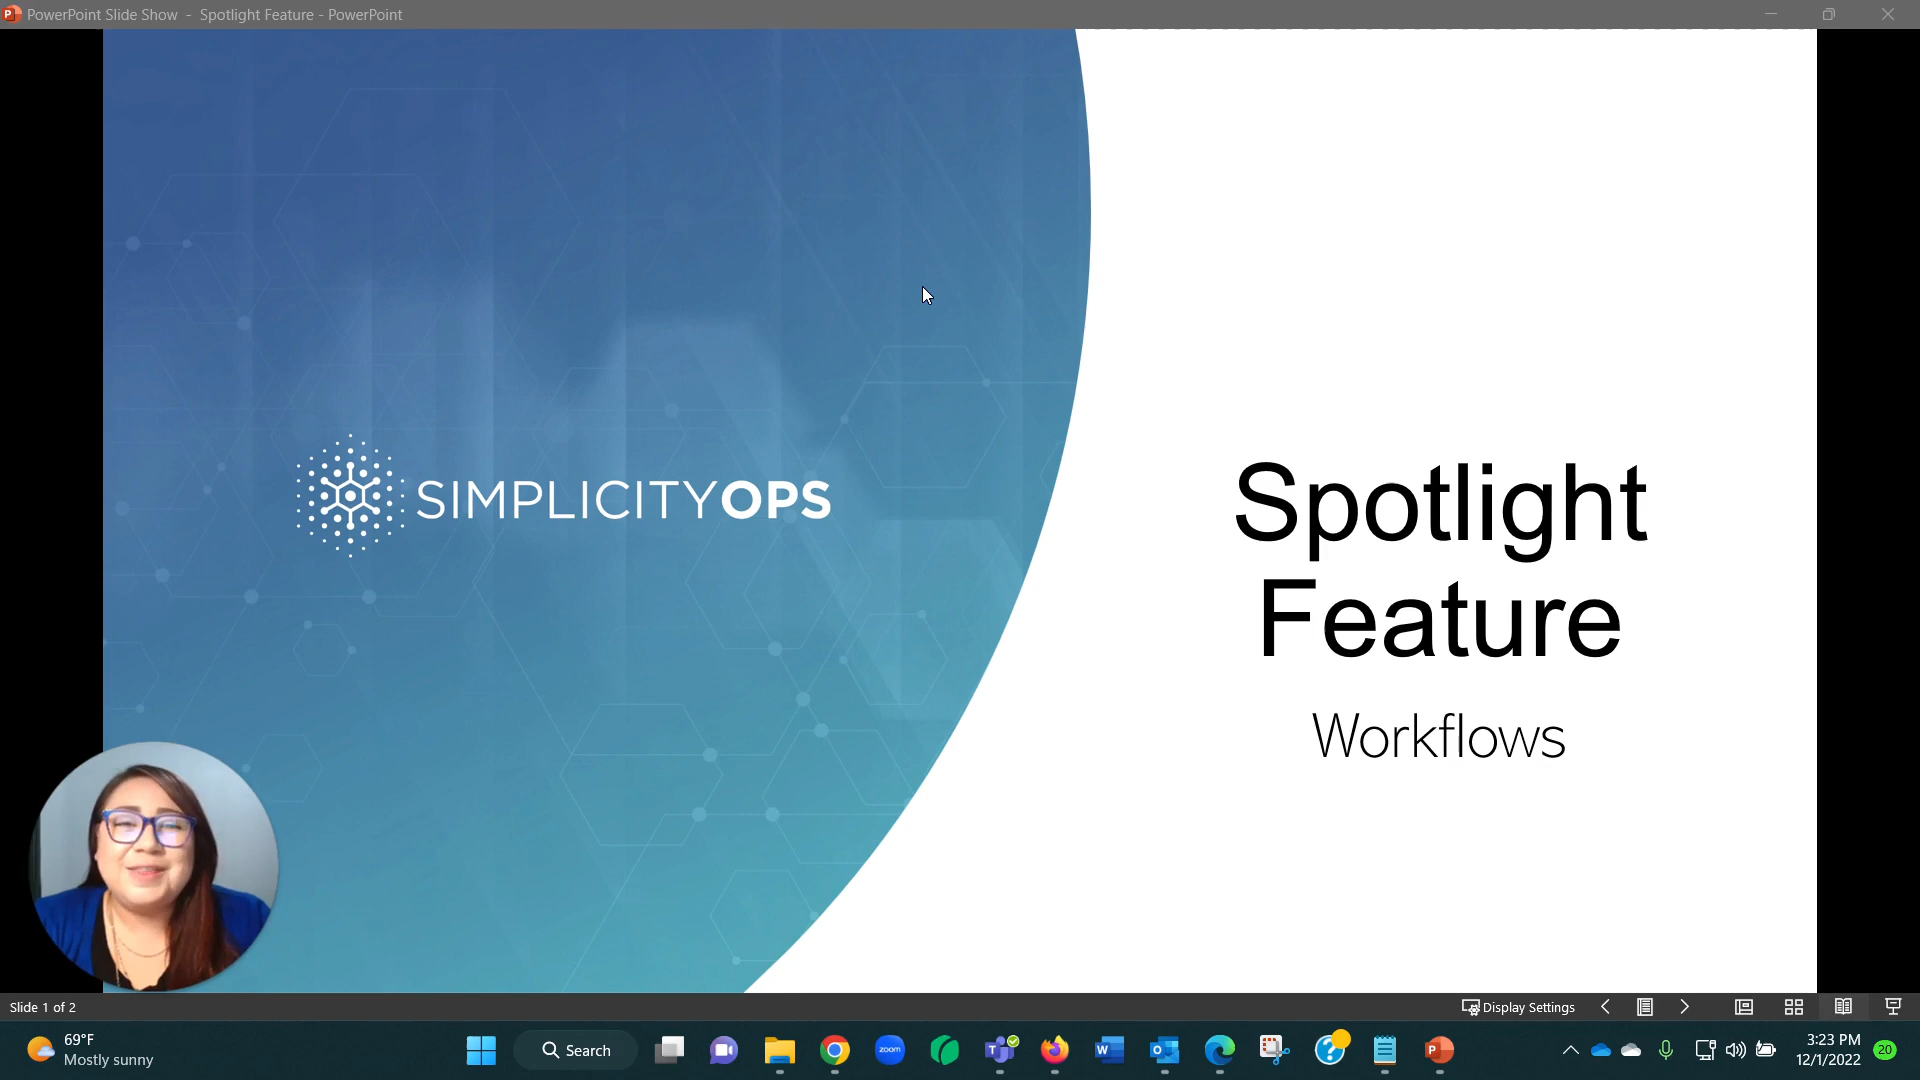 PowerPoint Slide Show - Spotlight Feature - PowerPoint
SIMPLICITYOPS
Spotlight
Feature
Workflows
Slide 1 of 2
Display Settings
69°F
Mostly sunny
Search
zoom
3:23 PM
12/1/2022
20